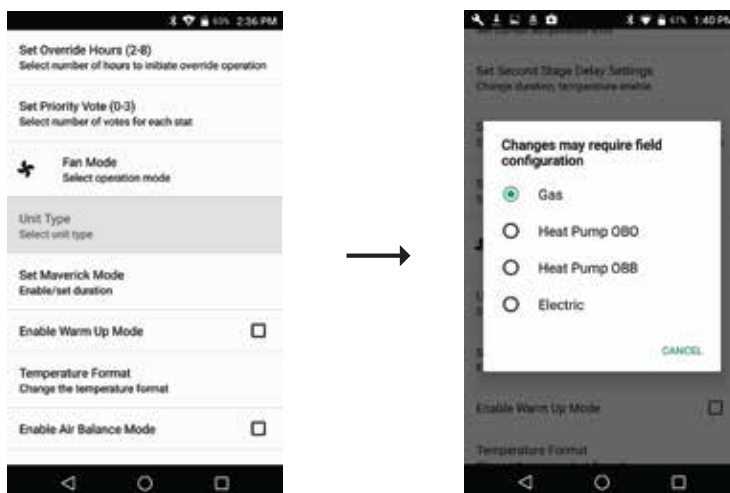 60% 2:36 PM
Set Override Hours (2-8)
Select number of hours to initiate override operation
Set Priority Vote (0-3)
Select number of votes for each stat
Fan Mode
Select operation mode
Unit Type
Select unit type
Set Maverick Mode
Enable/set duration
Enable Warm Up Mode
Temperature Format
Change the temperature format
Enable Air Balance Mode
61% 1:40 PM
Set Second Stage Delay Settings
Change duration, temperature enable
Changes may require field
configuration
Gas
Heat Pump OBO
Heat Pump OBB
Electric
CANCEL
Enable Warm Up Mode
Temperature Format